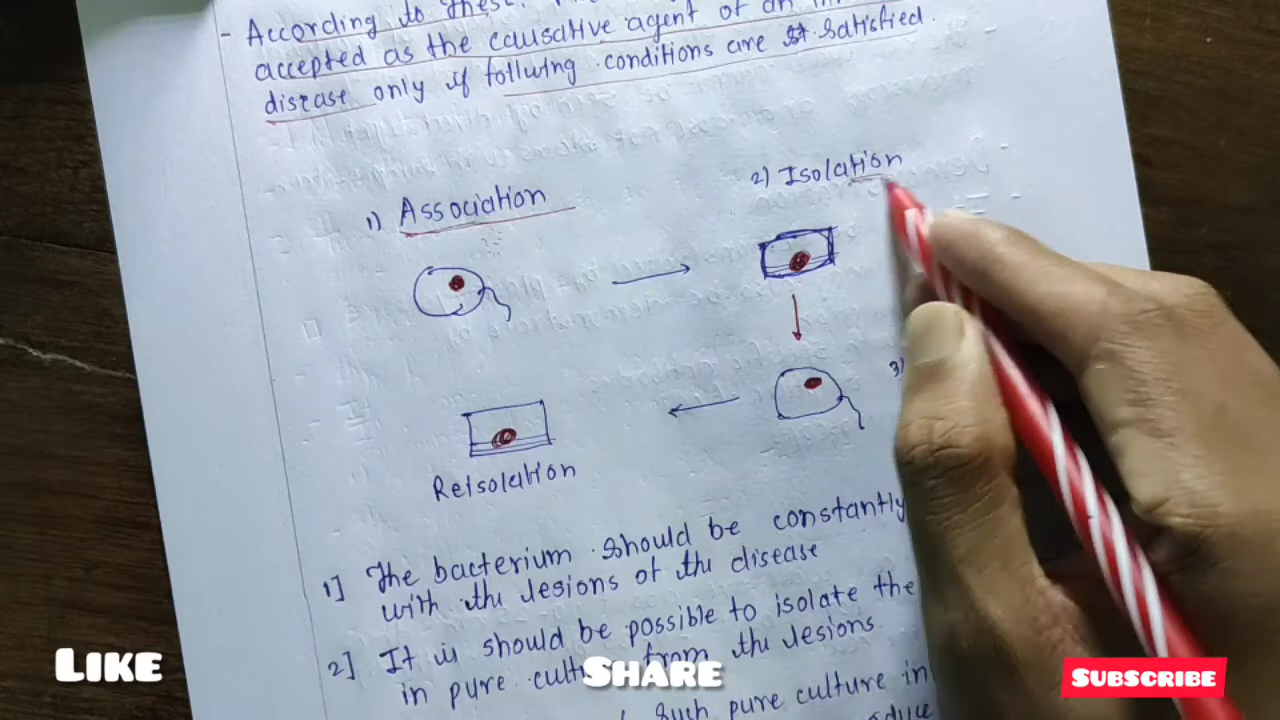 - According to these.
accepted as the causative agent of an
disease only if folluing conditions are satisfied.
1) Association
2) Isolation
3)
Reisolation
1] The bacterium should be constantly
with the lesions of the disease
2] It is should be possible to isolate the
in pure from the lesions
such pure culture in
LIKE
SHARE
SUBSCRIBE